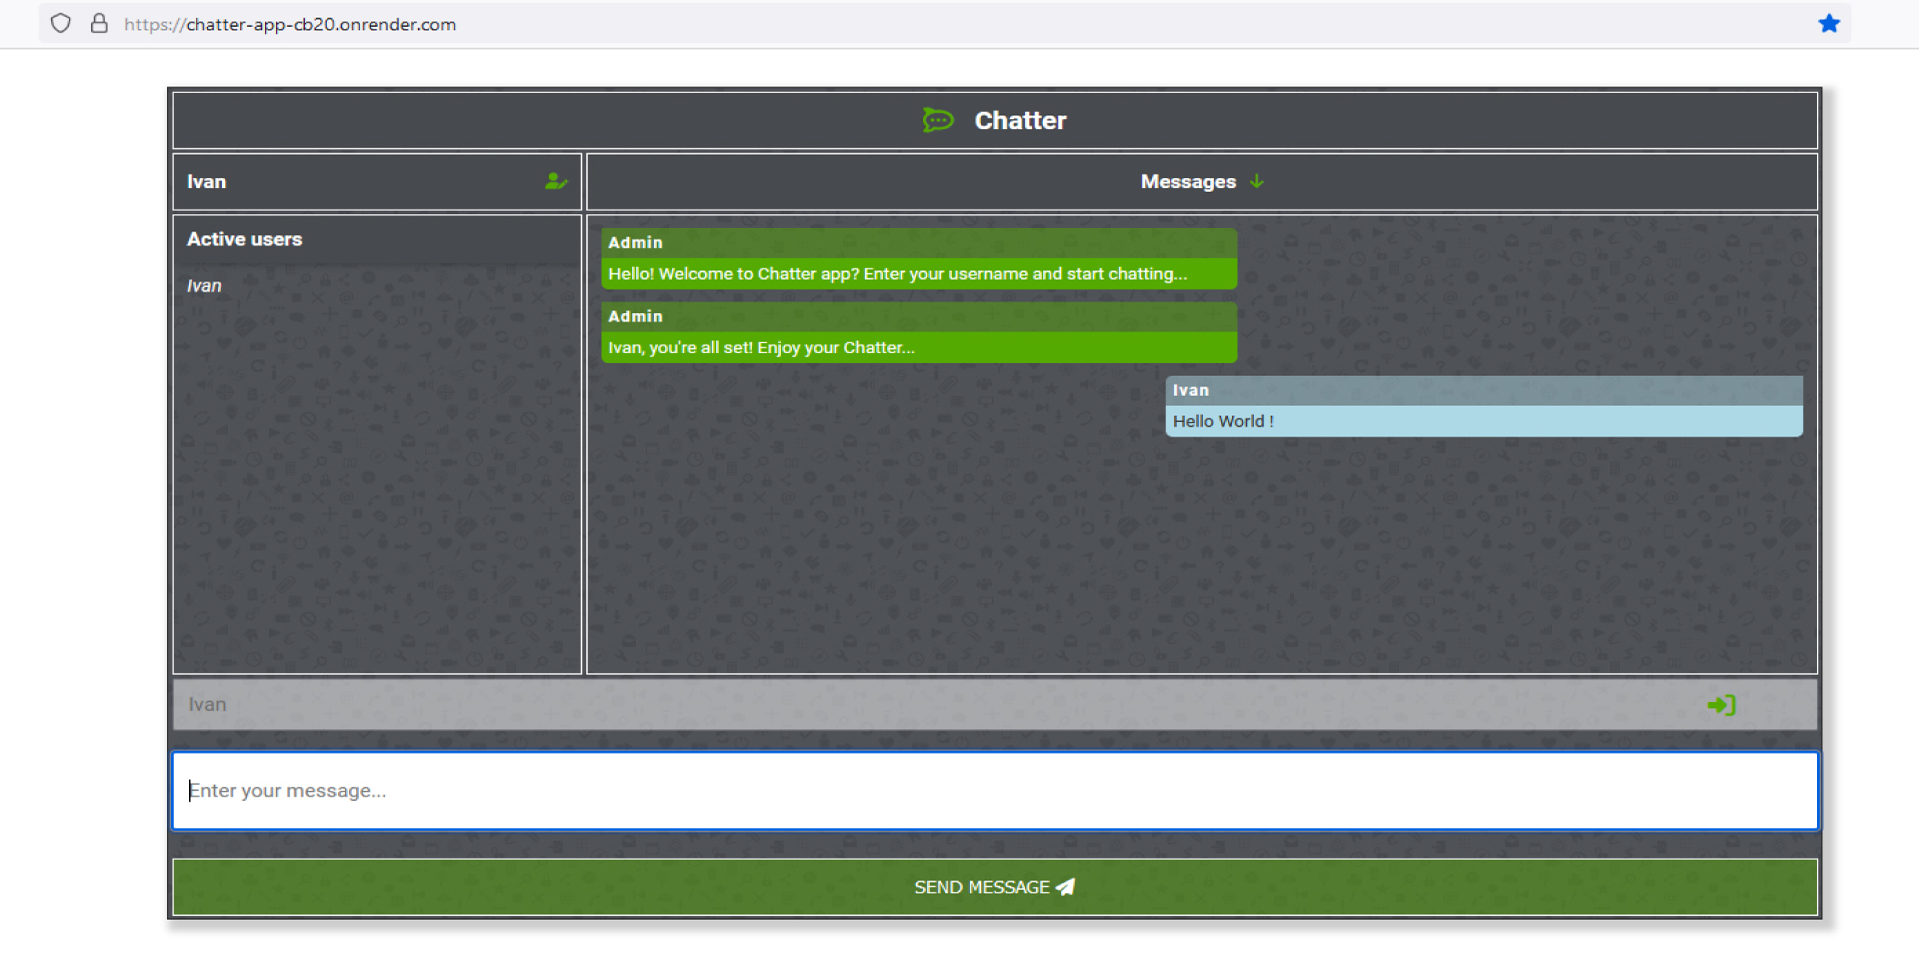 https://chatter-app-cb20.onrender.com
Chatter
Ivan
Messages
Active users
Ivan
Admin
Hello! Welcome to Chatter app? Enter your username and start chatting...
Admin
Ivan, you're all set! Enjoy your Chatter...
Ivan
Hello World !
Ivan
Enter your message...
SEND MESSAGE